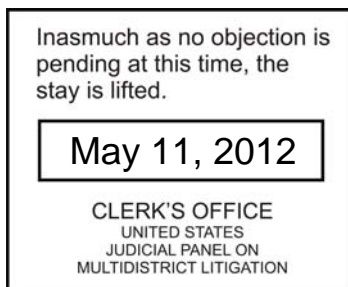 Inasmuch as no objection is
pending at this time, the
stay is lifted.
May 11, 2012
CLERK'S OFFICE
UNITED STATES
JUDICIAL PANEL ON
MULTIDISTRICT LITIGATION